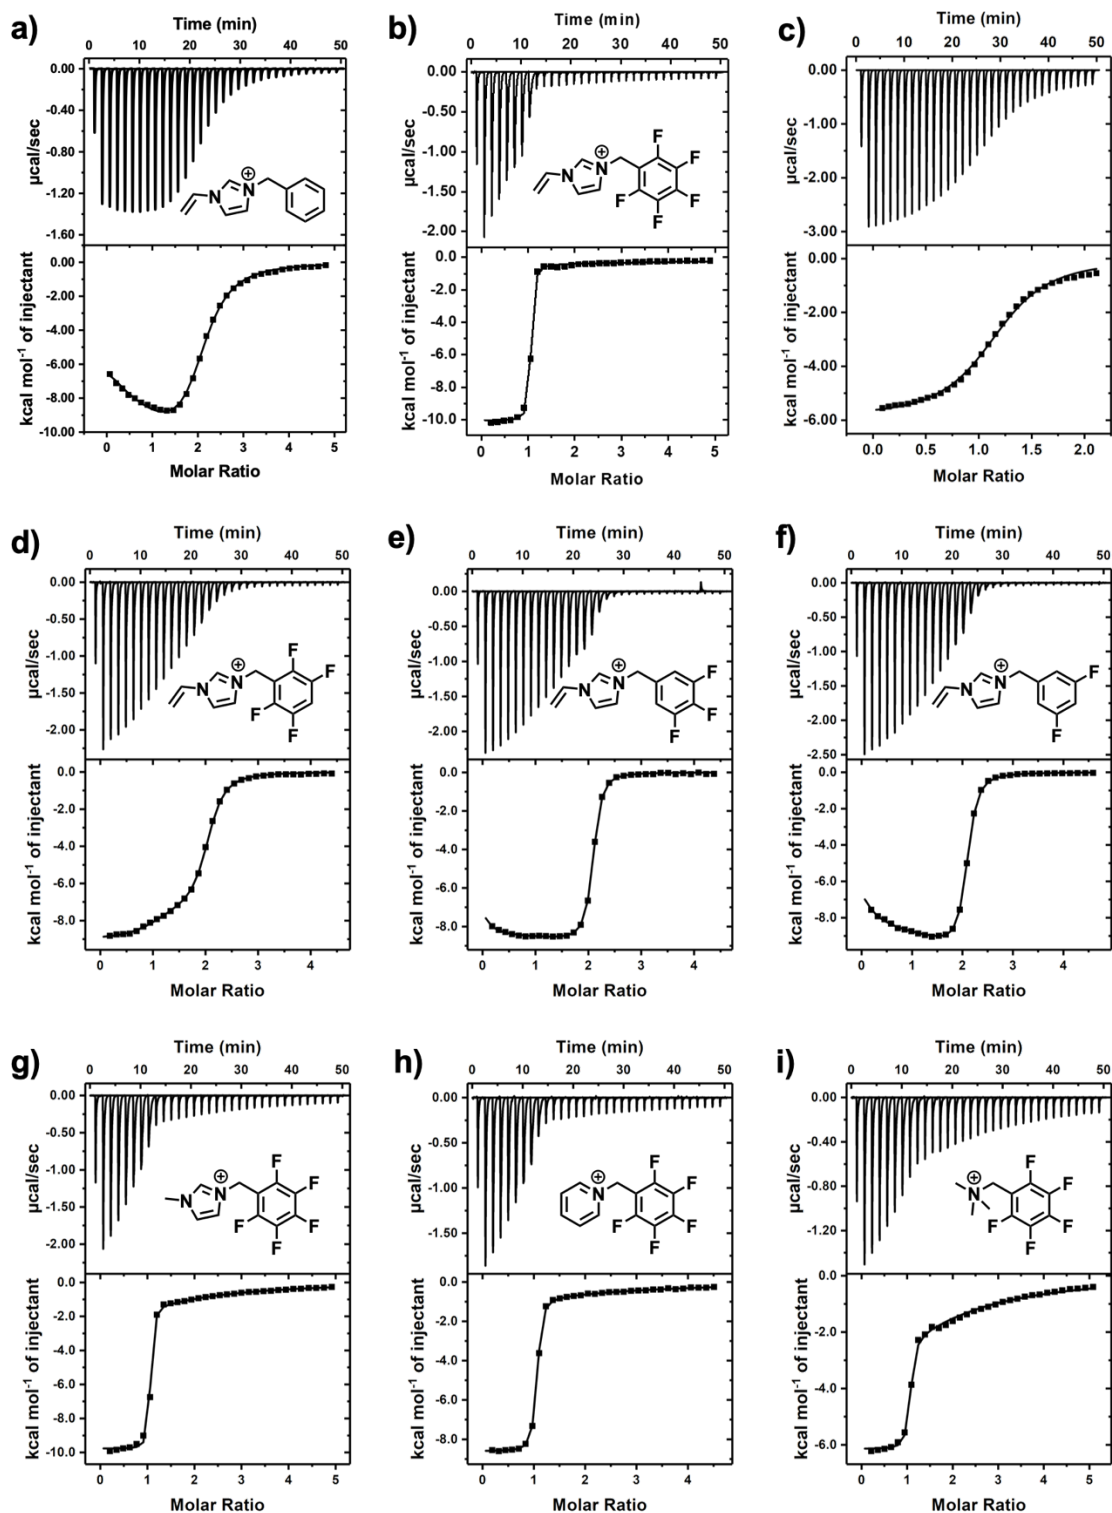 a)
Time (min)
0 10 20 30 40 50
0.00
-0.40
-0.80
-1.20
-1.60
µcal/sec
N N ⊕
0.00
-2.00
-4.00
-6.00
-8.00
-10.00
kcal mol⁻¹ of injectant
0 1 2 3 4 5
Molar Ratio
b)
Time (min)
0 10 20 30 40 50
0.00
-0.50
-1.00
-1.50
-2.00
µcal/sec
N N ⊕ F F F F F
0.0
-2.0
-4.0
-6.0
-8.0
-10.0
kcal mol⁻¹ of injectant
0 1 2 3 4 5
Molar Ratio
c)
Time (min)
0 10 20 30 40 50
0.00
-1.00
-2.00
-3.00
µcal/sec
0.00
-2.00
-4.00
-6.00
kcal mol⁻¹ of injectant
0.0 0.5 1.0 1.5 2.0
Molar Ratio
d)
Time (min)
0 10 20 30 40 50
0.00
-0.50
-1.00
-1.50
-2.00
µcal/sec
N N ⊕ F F F F
0.0
-2.0
-4.0
-6.0
-8.0
kcal mol⁻¹ of injectant
0 1 2 3 4
Molar Ratio
e)
Time (min)
0 10 20 30 40 50
0.00
-0.50
-1.00
-1.50
-2.00
µcal/sec
N N ⊕ F F F
0.0
-2.0
-4.0
-6.0
-8.0
kcal mol⁻¹ of injectant
0 1 2 3 4
Molar Ratio
f)
Time (min)
0 10 20 30 40 50
0.00
-0.50
-1.00
-1.50
-2.00
-2.50
µcal/sec
N N ⊕ F F
0.0
-2.0
-4.0
-6.0
-8.0
kcal mol⁻¹ of injectant
0 1 2 3 4
Molar Ratio
g)
Time (min)
0 10 20 30 40 50
0.00
-0.50
-1.00
-1.50
-2.00
µcal/sec
N N ⊕ F F F F F
0.0
-2.0
-4.0
-6.0
-8.0
-10.0
kcal mol⁻¹ of injectant
0 1 2 3 4 5
Molar Ratio
h)
Time (min)
0 10 20 30 40 50
0.00
-0.50
-1.00
-1.50
µcal/sec
N ⊕ F F F F F
0.0
-2.0
-4.0
-6.0
-8.0
kcal mol⁻¹ of injectant
0 1 2 3 4
Molar Ratio
i)
Time (min)
0 10 20 30 40 50
0.00
-0.40
-0.80
-1.20
µcal/sec
N ⊕ F F F F F
0.0
-2.0
-4.0
-6.0
kcal mol⁻¹ of injectant
0 1 2 3 4 5
Molar Ratio